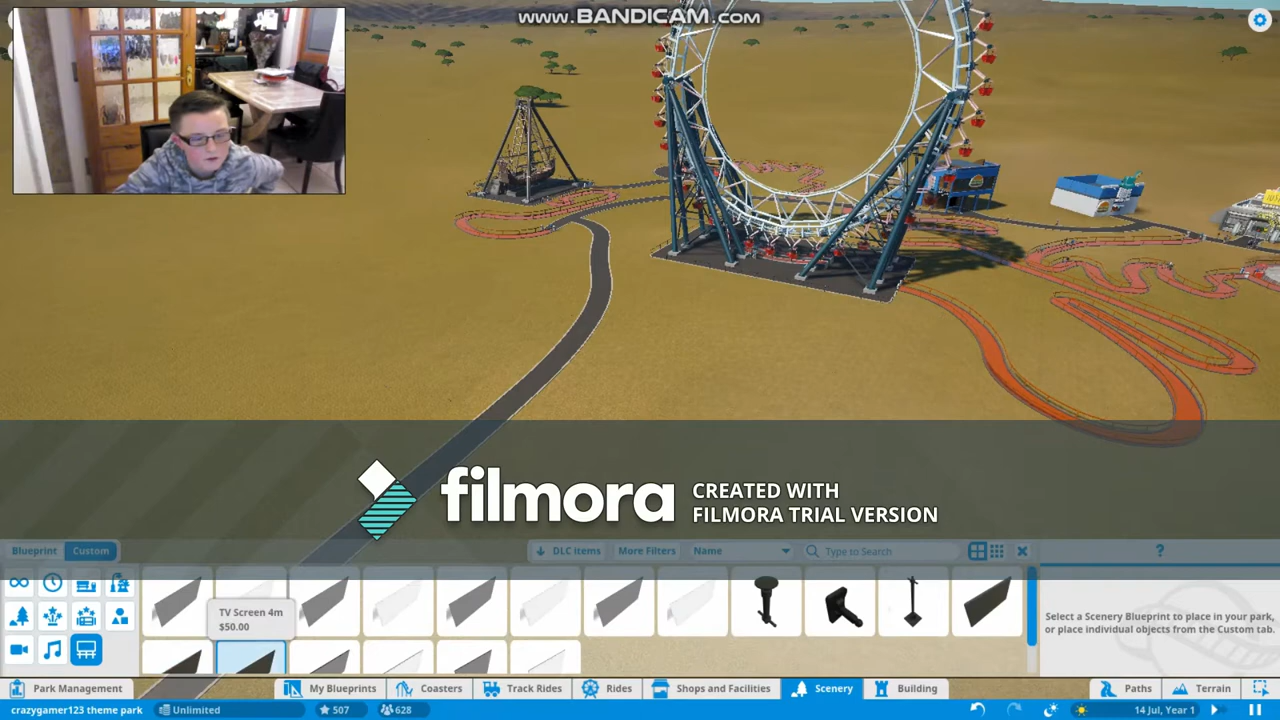 www.BANDICAM.com
filmora
CREATED WITH
FILMORA TRIAL VERSION
Blueprint
Custom
DLC Items
More Filters
Name
Type to Search
?
TV Screen 4m
$50.00
Select a Scenery Blueprint to place in your park,
or place individual objects from the Custom tab.
Park Management
My Blueprints
Coasters
Track Rides
Rides
Shops and Facilities
Scenery
Building
Paths
Terrain
crazygamer123 theme park
Unlimited
507
628
14 Jul, Year 1